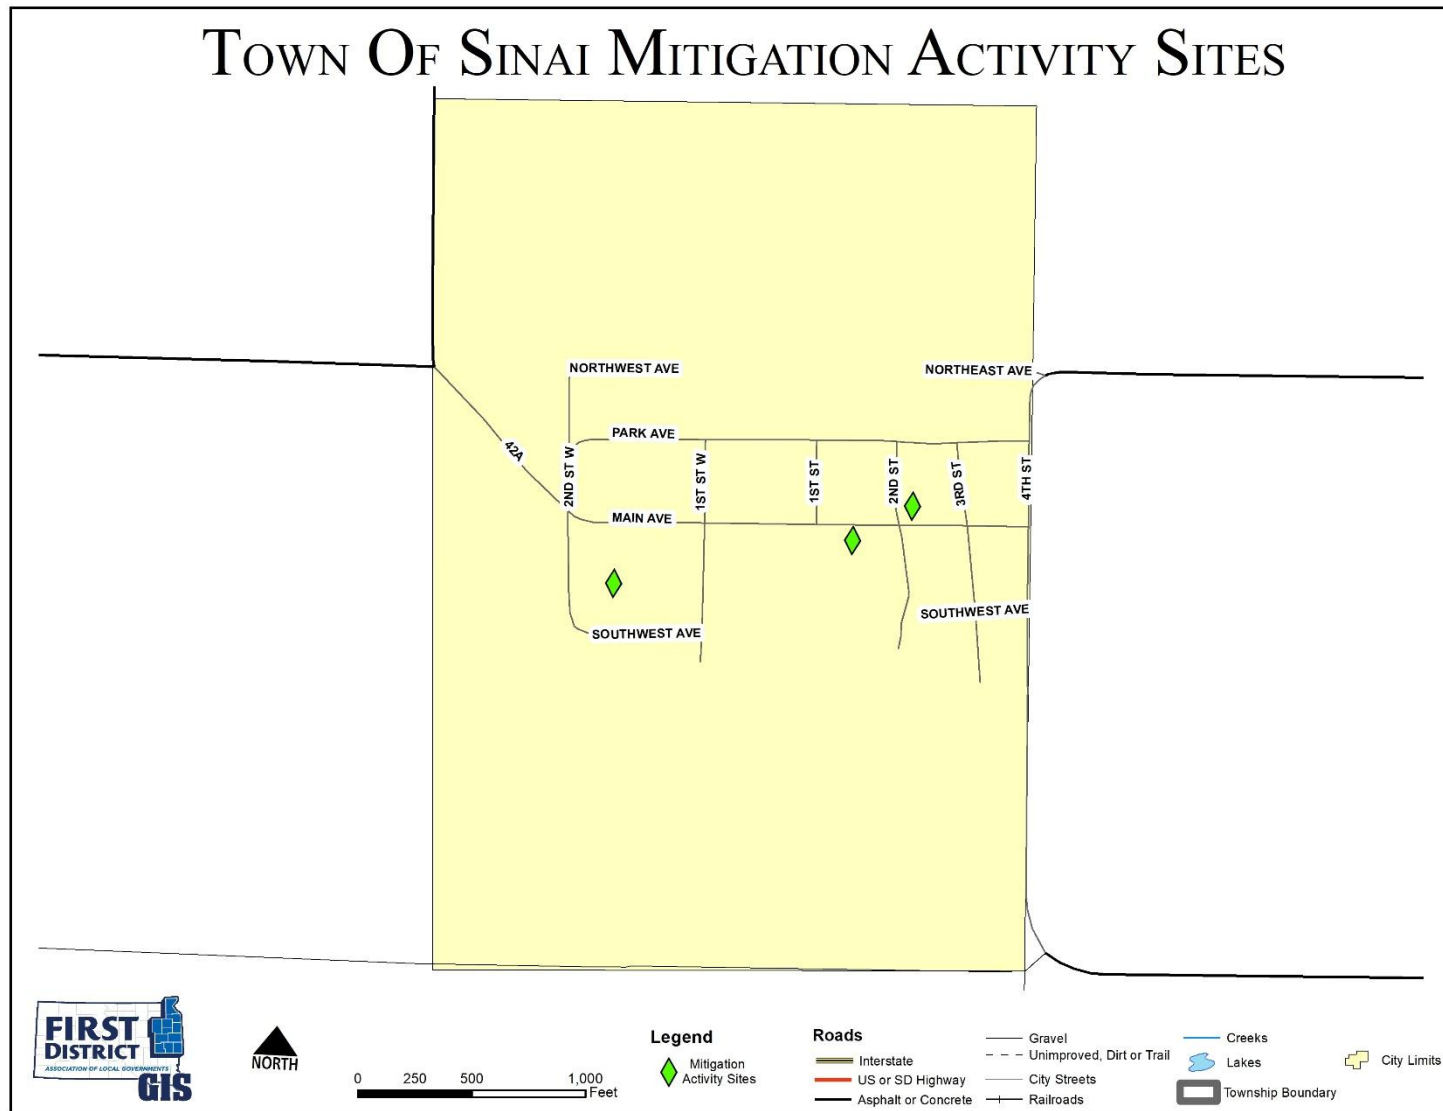 TOWN OF SINAI MITIGATION ACTIVITY SITES
NORTHWEST AVE
NORTHEAST AVE
PARK AVE
42A
2ND ST W
1ST ST W
1ST ST
2ND ST
3RD ST
4TH ST
MAIN AVE
SOUTHWEST AVE
SOUTHWEST AVE
FIRST
DISTRICT
ASSOCIATION OF LOCAL GOVERNMENTS
GIS
NORTH
0 250 500 1,000
Feet
Legend
Mitigation
Activity Sites
Roads
Interstate
US or SD Highway
Asphalt or Concrete
Gravel
Unimproved, Dirt or Trail
City Streets
Railroads
Creeks
Lakes
Township Boundary
City Limits